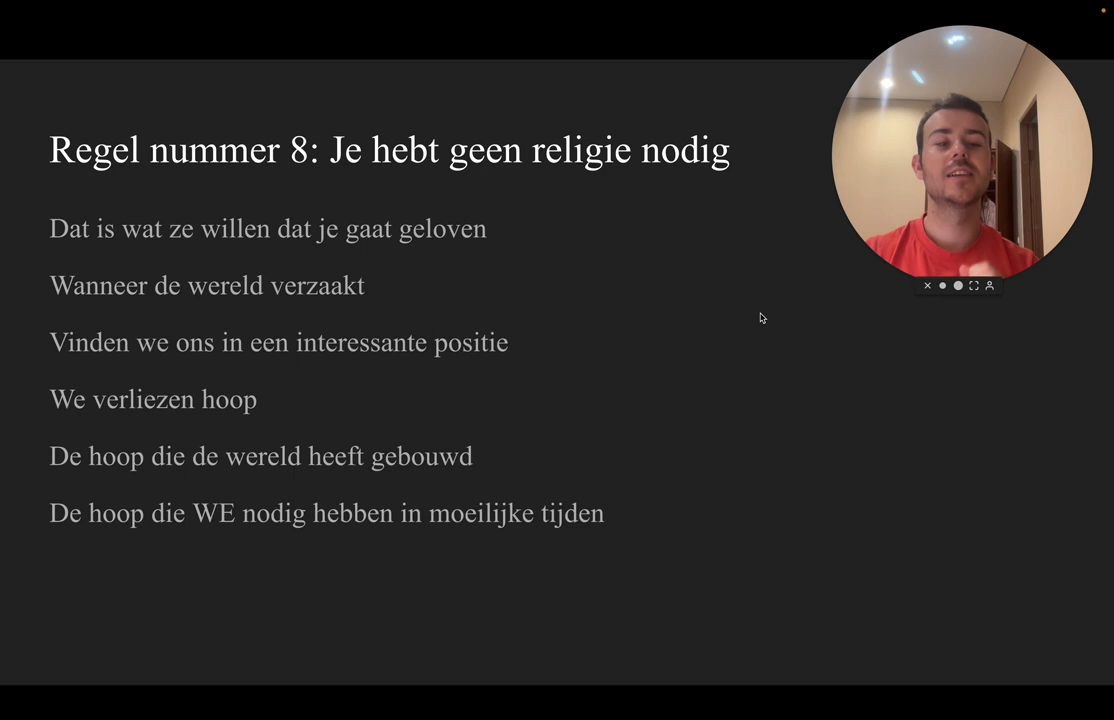 Regel nummer 8: Je hebt geen religie nodig
Dat is wat ze willen dat je gaat geloven
Wanneer de wereld verzaakt
Vinden we ons in een interessante positie
We verliezen hoop
De hoop die de wereld heeft gebouwd
De hoop die WE nodig hebben in moeilijke tijden